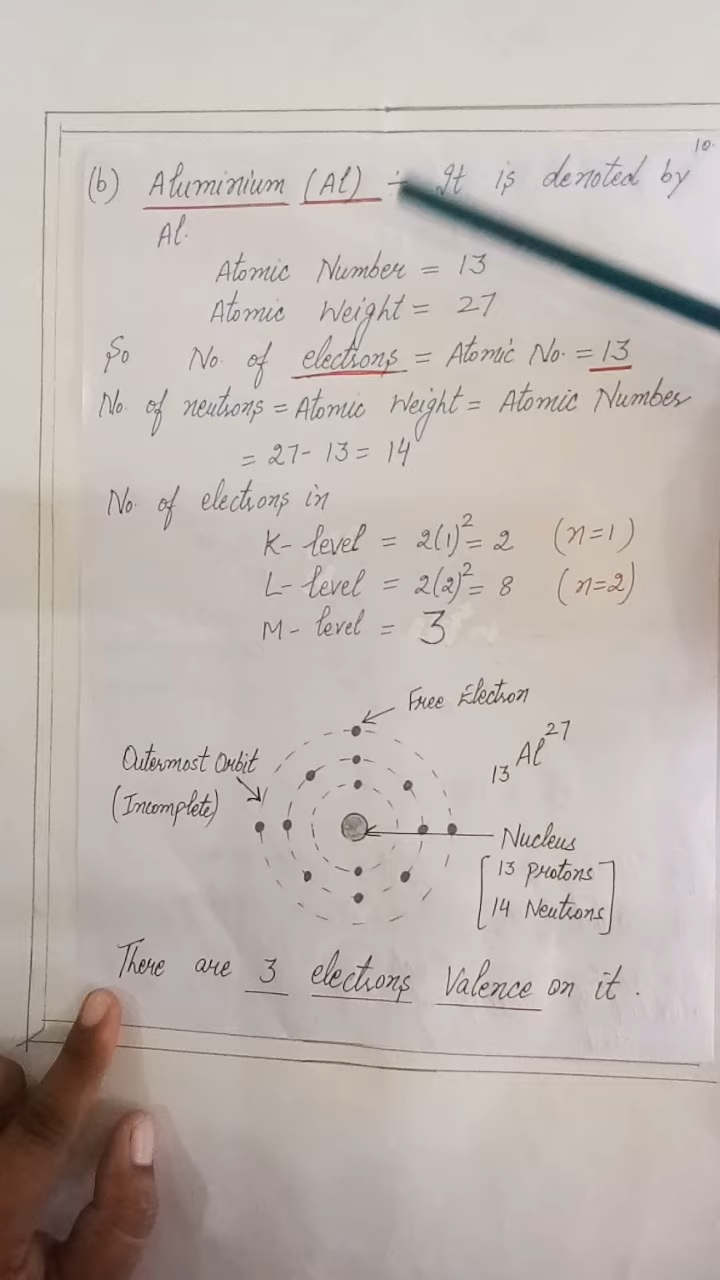 10.
(b) Aluminium (Al) ÷ It is denoted by
Al.
Atomic Number = 13
Atomic Weight = 27
So No. of electrons = Atomic No. = 13
No. of neutrons = Atomic Weight = Atomic Number
= 27 - 13 = 14
No. of electrons in
K- level = 2(1)²= 2 (n=1)
L- level = 2(2)²= 8 (n=2)
M- level = 3
Free Electron
₁₃Al²⁷
Outermost Orbit
(Incomplete)
Nucleus
[13 Protons
14 Neutrons]
There are 3 electrons Valence on it.